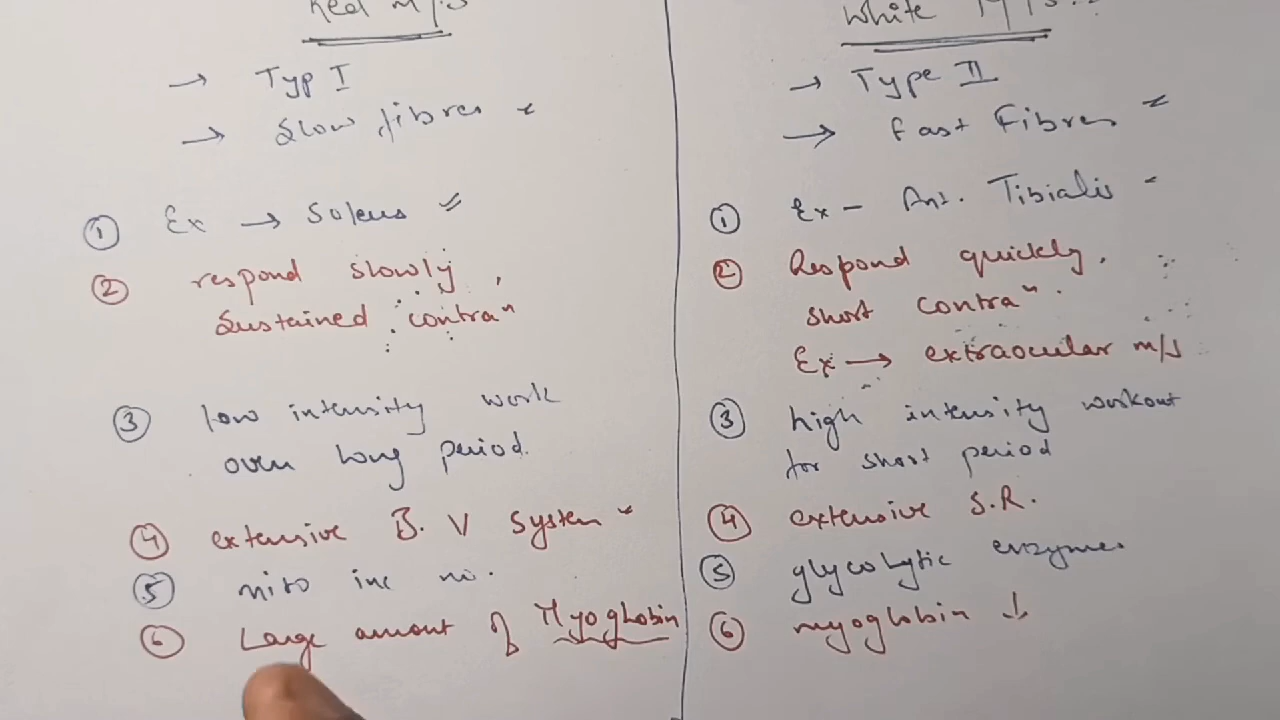 Red m/s
→ Typ I
→ Slow fibres
① Ex → Soleus
② respond slowly,
sustained contraⁿ
③ low intensity work
over long period.
④ extensive B. V system
⑤ mito inc no.
⑥ Large amount of Myoglobin
White m/s
→ Type II
→ Fast Fibres
① Ex - Ant. Tibialis
② Respond quickly,
short contraⁿ.
Ex → extraocular m/s
③ high intensity workout
for short period
④ extensive S.R.
⑤ glycolytic enzymes
⑥ myoglobin ↓